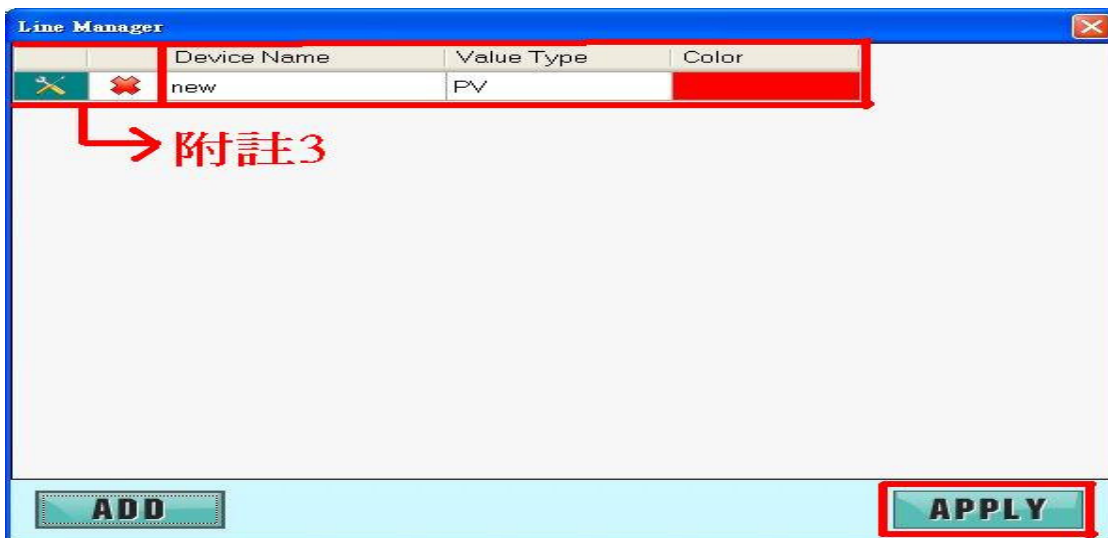 Line Manager
Device Name Value Type Color
new PV
附註3
ADD APPLY